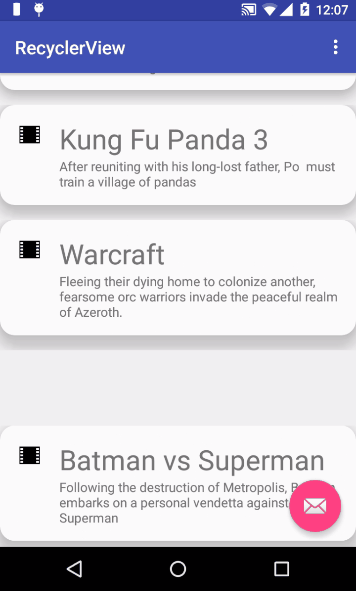 12:07
RecyclerView
Kung Fu Panda 3
After reuniting with his long-lost father, Po  must
train a village of pandas
Warcraft
Fleeing their dying home to colonize another,
fearsome orc warriors invade the peaceful realm
of Azeroth.
Batman vs Superman
Following the destruction of Metropolis,
embarks on a personal vendetta against
Superman